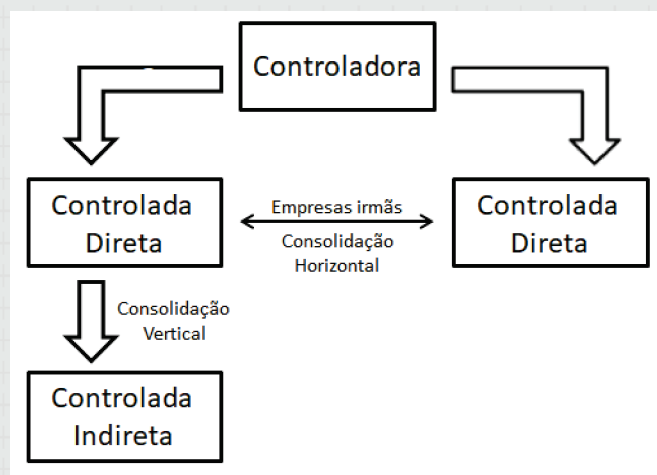 Controladora
Controlada
Direta
Empresas irmãs
Consolidação
Horizontal
Controlada
Direta
Consolidação
Vertical
Controlada
Indireta